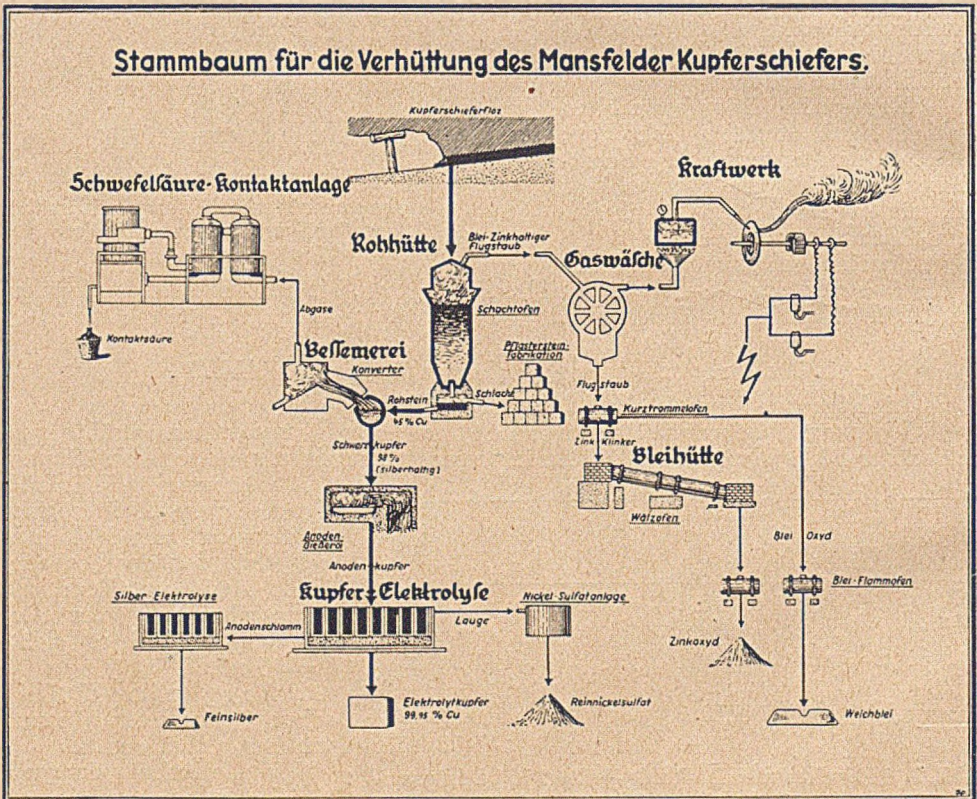 Stammbaum für die Verhüttung des Mansfelder Kupferschiefers.
Kupferschieferflöz
Schwefelsäure-Kontaktanlage
Kraftwerk
Rohhütte
Blei-Zinkhaltiger
Flugstaub
Gaswäsche
Abgase
Schachtofen
Kontaktsäure
Bessemerei
Konverter
Pflasterstein-
fabrikation
Rohstein
45 % Cu
Schlacke
Flugstaub
Kurztrommelofen
Zink Klinker
Bleihütte
Schwarzkupfer
98 %
(silberhaltig)
Wälzofen
Anoden
Gießerei
Blei Oxyd
Anodenkupfer
Kupfer-Elektrolyse
Silber-Elektrolyse
Nickel-Sulfatanlage
Blei-Flammofen
Anodenschlamm
Lauge
Zinkoxyd
Feinsilber
Elektrolytkupfer
99,95 % Cu
Reinnickelsulfat
Weichblei